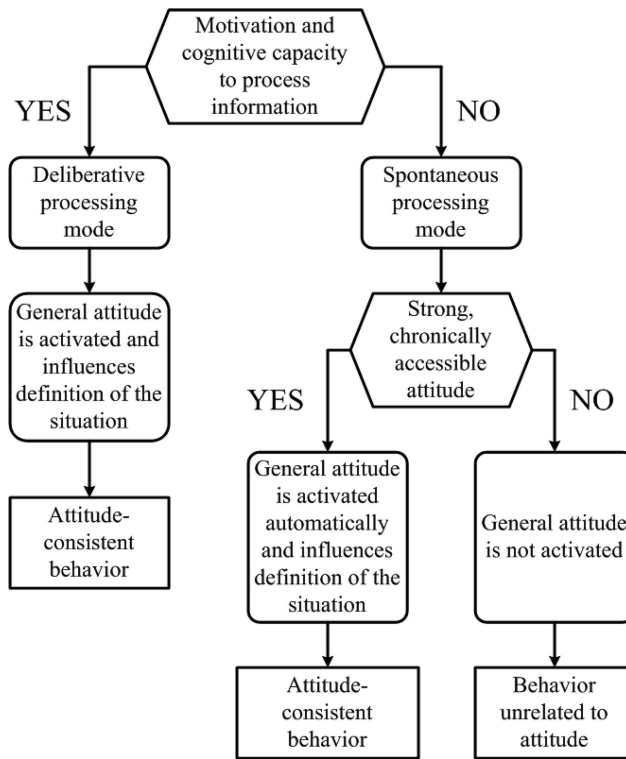 Motivation and
cognitive capacity
to process
information
YES
NO
Deliberative
processing
mode
Spontaneous
processing
mode
General attitude
is activated and
influences
definition of the
situation
Strong,
chronically
accessible
attitude
YES
NO
Attitude-
consistent
behavior
General attitude
is activated
automatically
and influences
definition of the
situation
General attitude
is not activated
Attitude-
consistent
behavior
Behavior
unrelated to
attitude